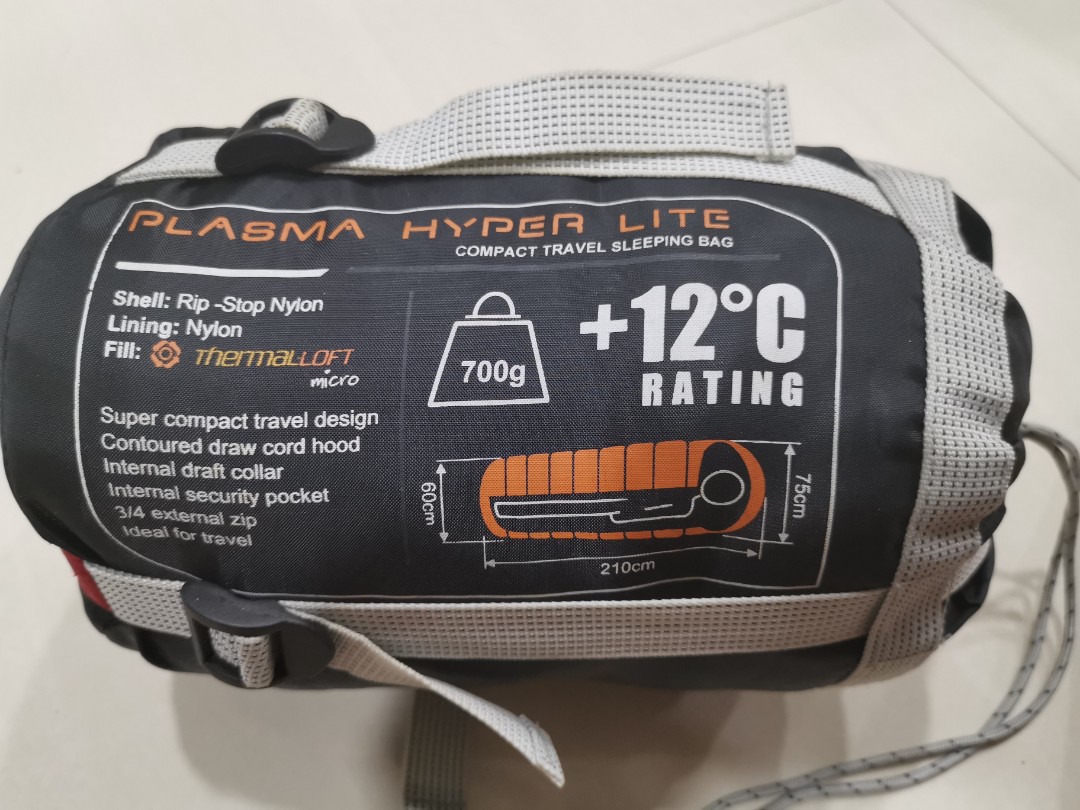 PLASMA HYPER LITE
COMPACT TRAVEL SLEEPING BAG
Shell: Rip -Stop Nylon
Lining: Nylon
Fill: THERMALLOFT
micro
Super compact travel design
Contoured draw cord hood
Internal draft collar
Internal security pocket
3/4 external zip
Ideal for travel
700g
+12°C
RATING
60cm
75cm
210cm